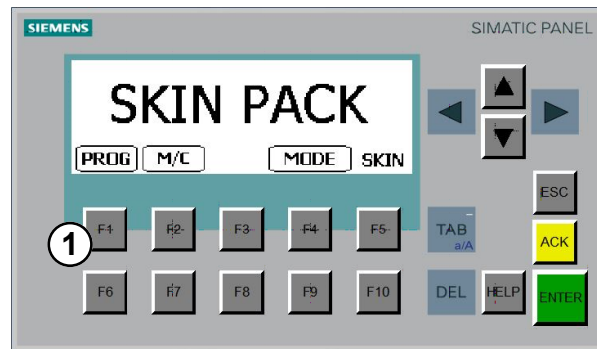 SIEMENS SIMATIC PANEL
SKIN PACK
PROG M/C MODE SKIN
ESC
1 F1 F2 F3 F4 F5 TAB a/A ACK
F6 F7 F8 F9 F10 DEL HELP ENTER